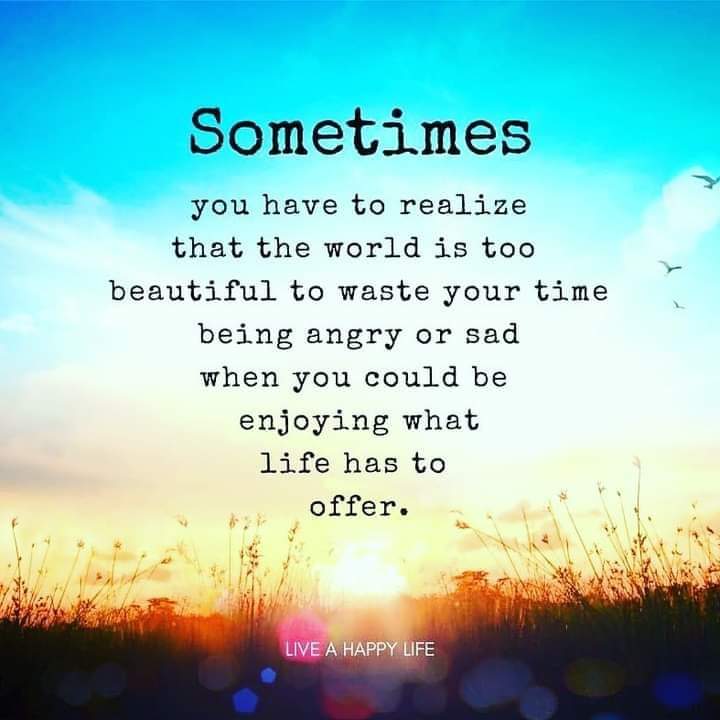 Sometimes
you have to realize
that the world is too
beautiful to waste your time
being angry or sad
when you could be
enjoying what
life has to
offer.
LIVE A HAPPY LIFE